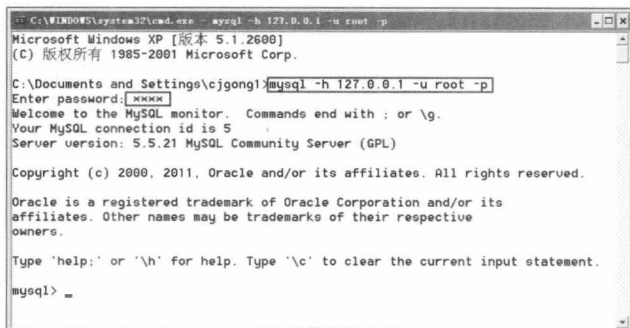 C:\WINDOWS\system32\cmd.exe - mysql -h 127.0.0.1 -u root -p
Microsoft Windows XP [版本 5.1.2600]
(C) 版权所有 1985-2001 Microsoft Corp.
C:\Documents and Settings\cjgong1>mysql -h 127.0.0.1 -u root -p
Enter password: ****
Welcome to the MySQL monitor.  Commands end with ; or \g.
Your MySQL connection id is 5
Server version: 5.5.21 MySQL Community Server (GPL)
Copyright (c) 2000, 2011, Oracle and/or its affiliates. All rights reserved.
Oracle is a registered trademark of Oracle Corporation and/or its
affiliates. Other names may be trademarks of their respective
owners.
Type 'help;' or '\h' for help. Type '\c' to clear the current input statement.
mysql> _